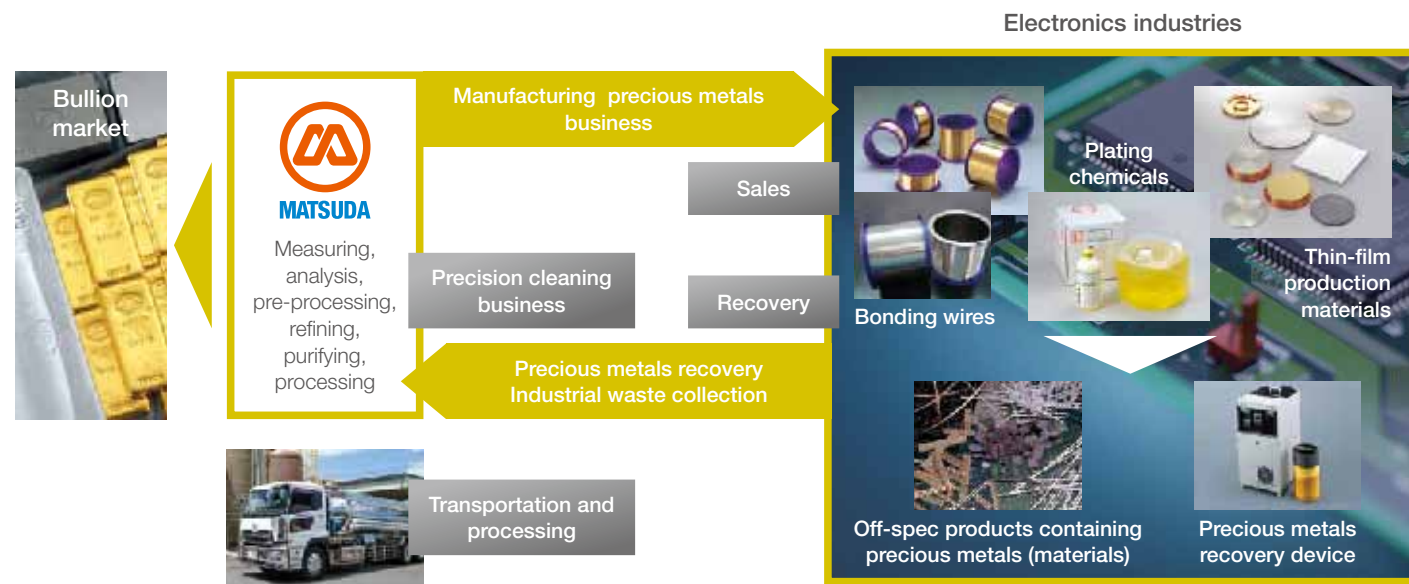 Electronics industries
Bullion
market
MATSUDA
Measuring,
analysis,
pre-processing,
refining,
purifying,
processing
Manufacturing precious metals
business
Sales
Precision cleaning
business
Recovery
Precious metals recovery
Industrial waste collection
Transportation and
processing
Plating
chemicals
Bonding wires
Thin-film
production
materials
Off-spec products containing
precious metals (materials)
Precious metals
recovery device